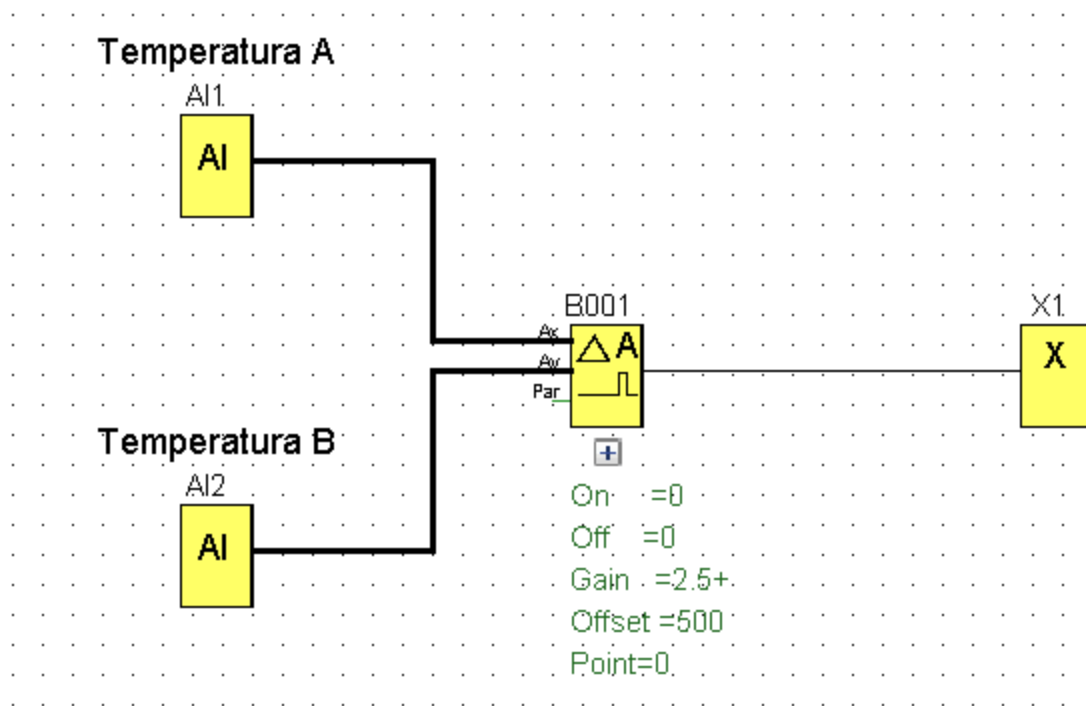 Temperatura A
AI1
AI
B001
X1
Ax
A
X
Ay
Par
Temperatura B
AI2
AI
On =0
Off =0
Gain =2.5+
Offset =500
Point=0